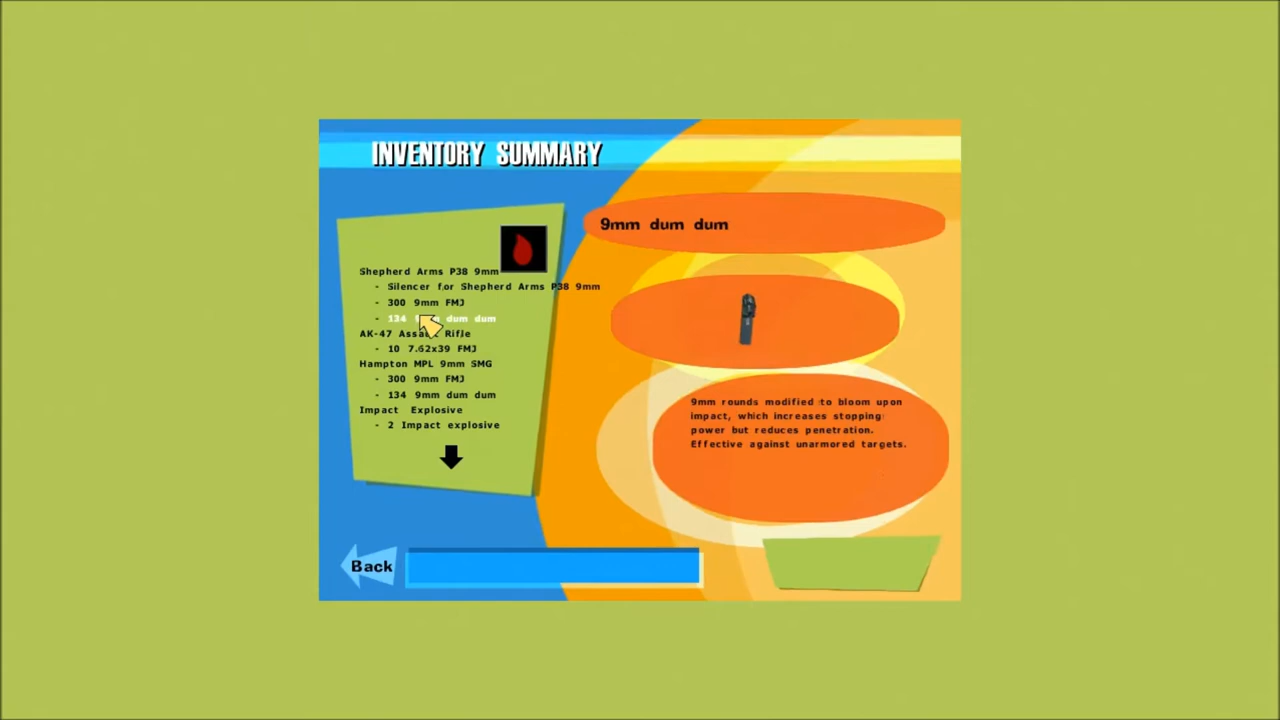 INVENTORY SUMMARY
Shepherd Arms P38 9mm
- Silencer for Shepherd Arms P38 9mm
- 300 9mm FMJ
- 134 9mm dum dum
AK-47 Assault Rifle
- 10 7.62x39 FMJ
Hampton MPL 9mm SMG
- 300 9mm FMJ
- 134 9mm dum dum
Impact Explosive
- 2 Impact explosive
9mm dum dum
9mm rounds modified to bloom upon
impact, which increases stopping
power but reduces penetration.
Effective against unarmored targets.
Back